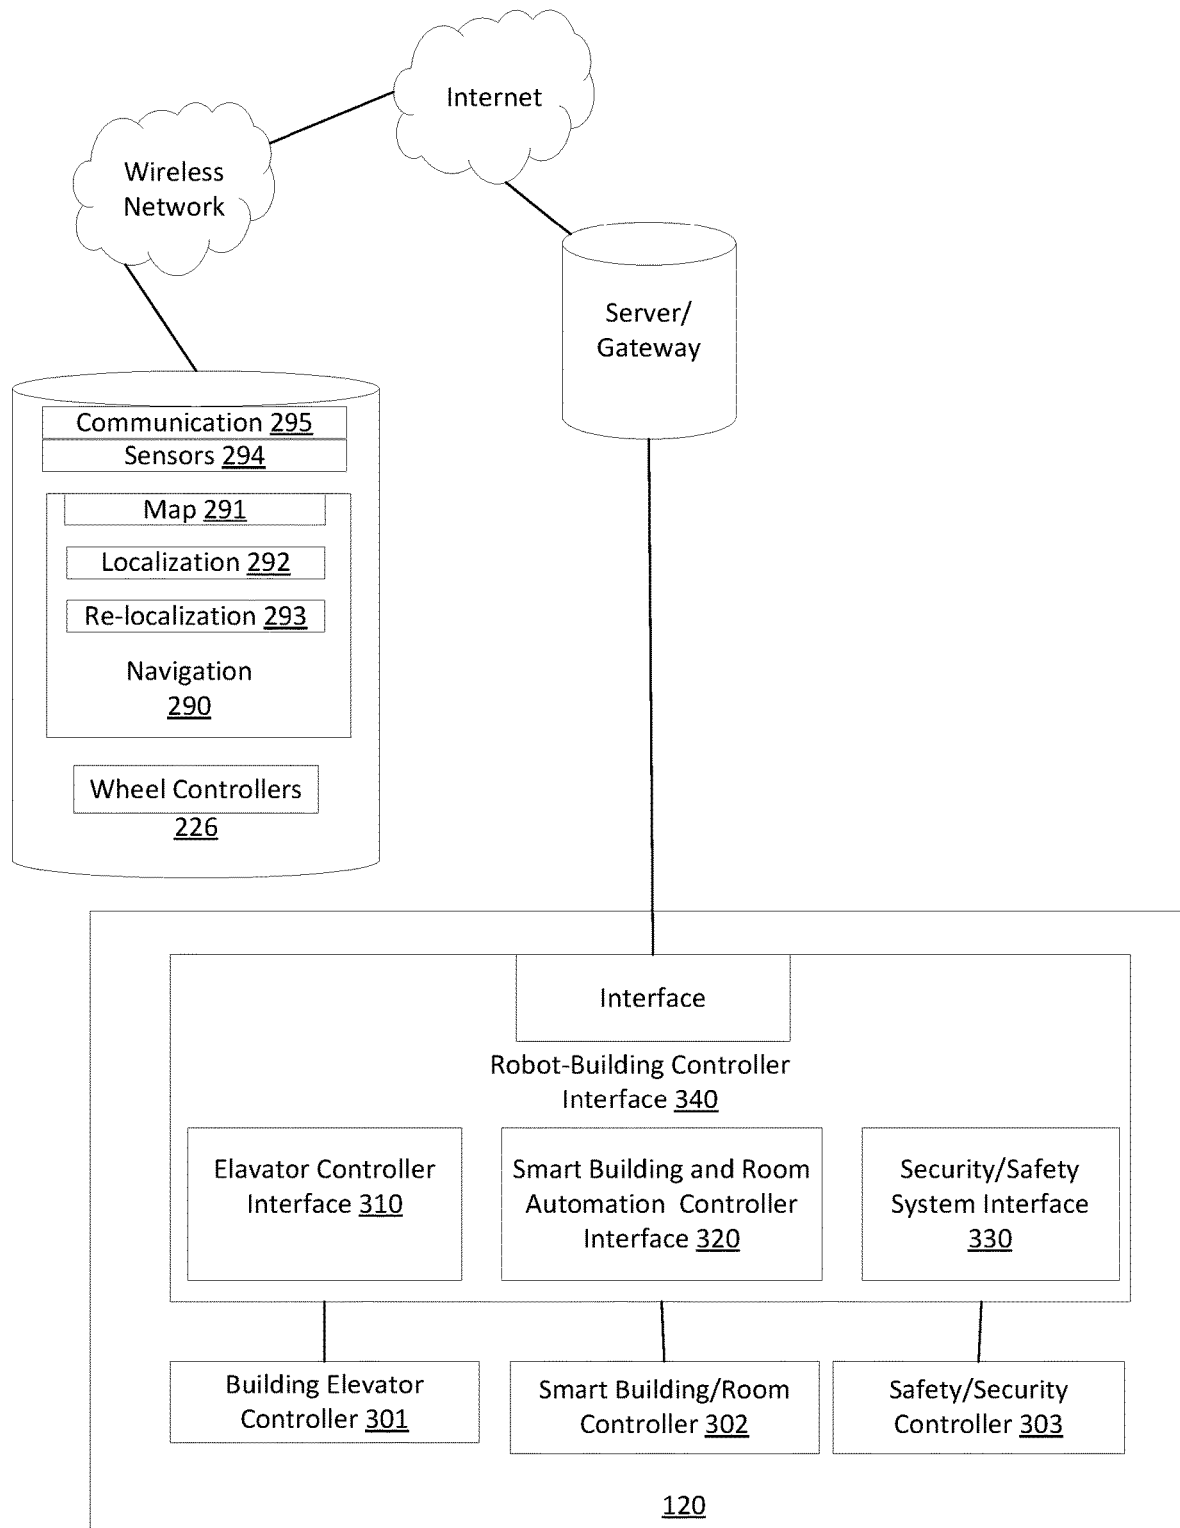 Internet
Wireless
Network
Server/
Gateway
Communication 295
Sensors 294
Map 291
Localization 292
Re-localization 293
Navigation
290
Wheel Controllers
226
Interface
Robot-Building Controller
Interface 340
Elavator Controller
Interface 310
Smart Building and Room
Automation Controller
Interface 320
Security/Safety
System Interface
330
Building Elevator
Controller 301
Smart Building/Room
Controller 302
Safety/Security
Controller 303
120